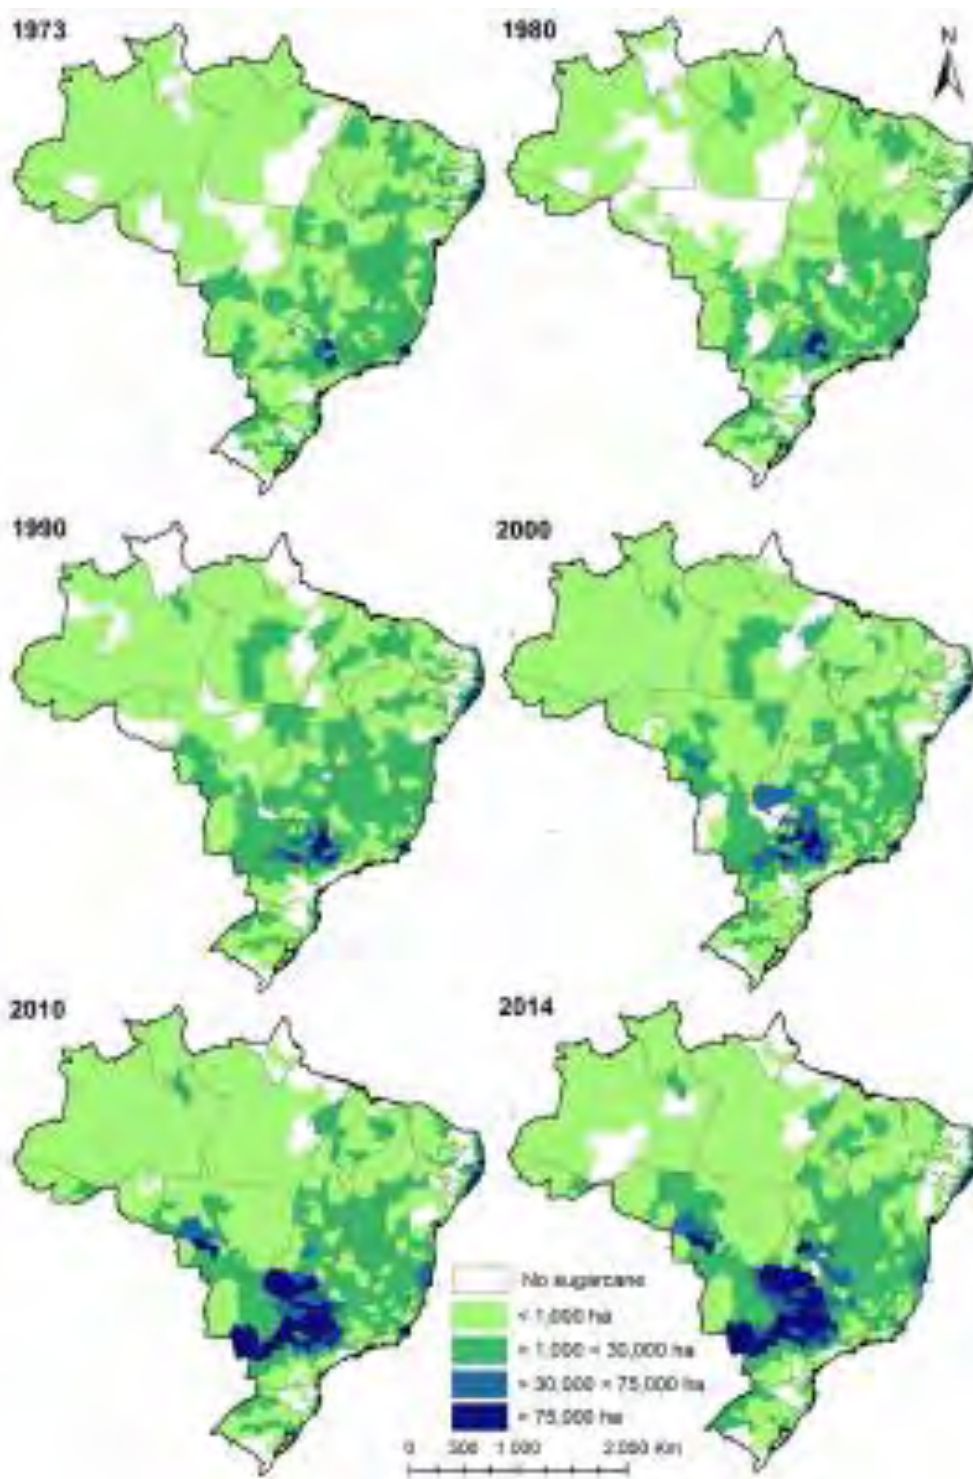 1973
1980
N
1990
2000
2010
2014
No sugarcane
< 1,000 ha
> 1,000 < 30,000 ha
> 30,000 < 75,000 ha
> 75,000 ha
0 500 1.000 2.000 Km